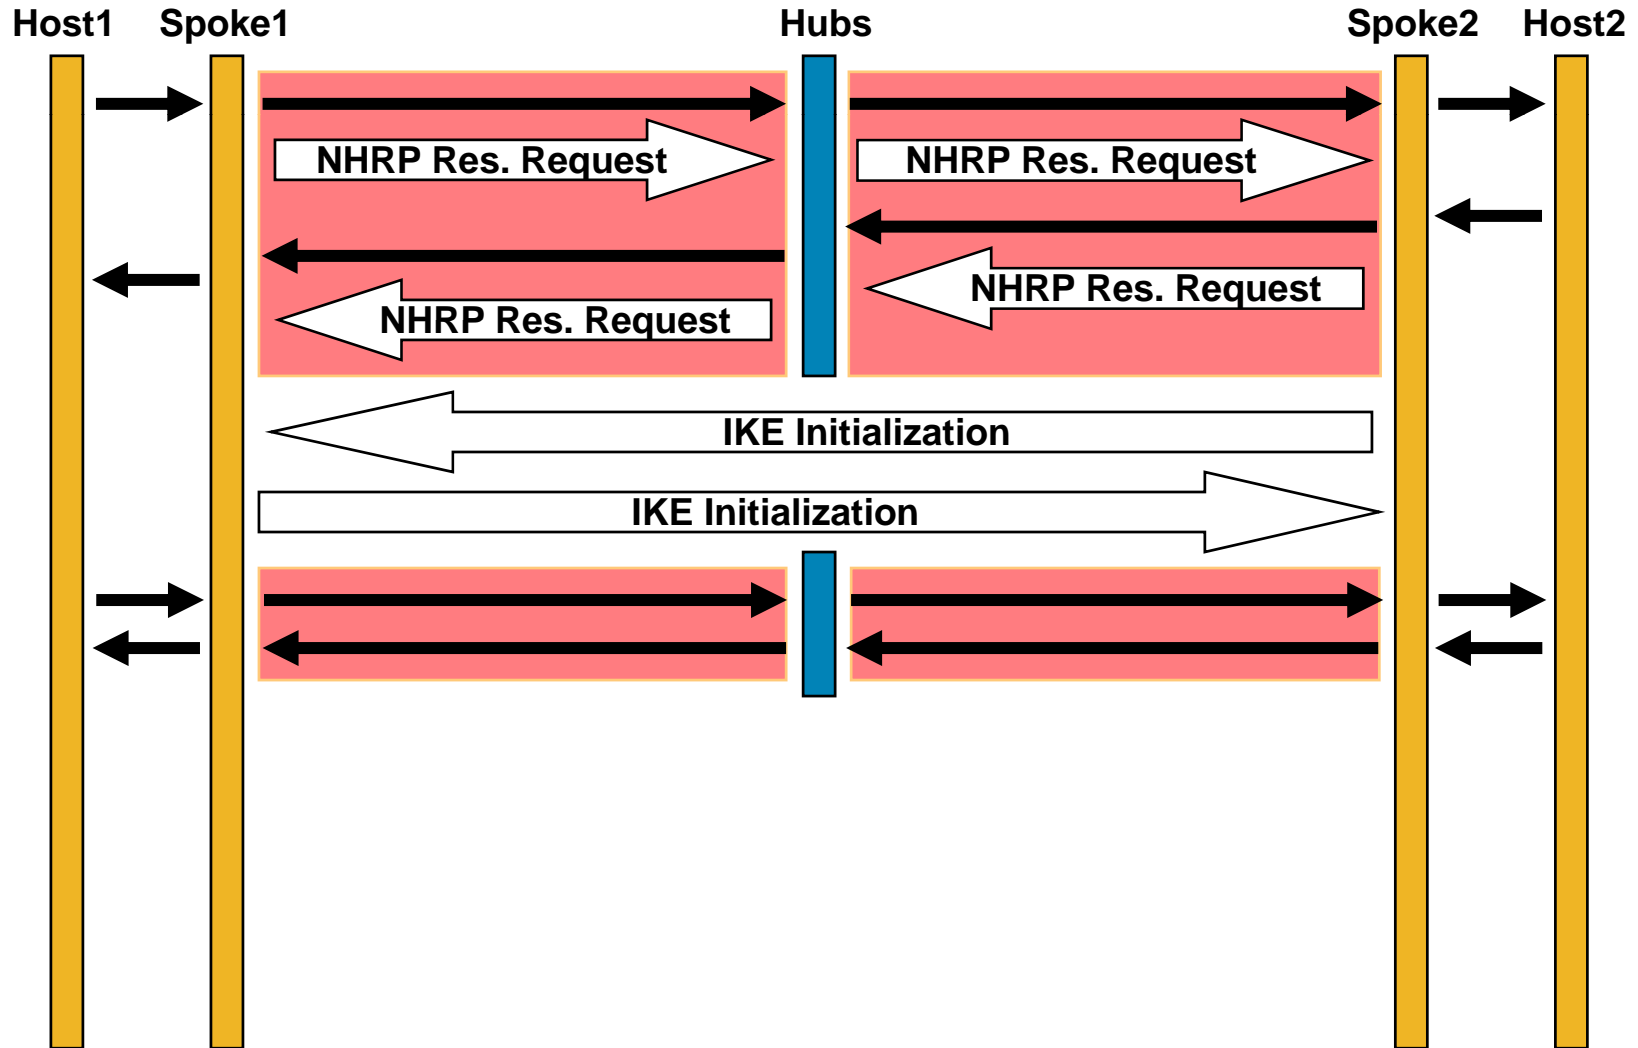 Host1 Spoke1 Hubs Spoke2 Host2
NHRP Res. Request NHRP Res. Request
NHRP Res. Request
NHRP Res. Request
IKE Initialization
IKE Initialization